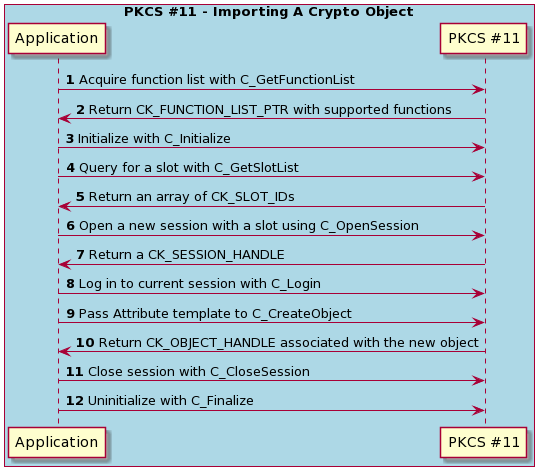 PKCS #11 - Importing A Crypto Object
Application PKCS #11
1 Acquire function list with C_GetFunctionList
2 Return CK_FUNCTION_LIST_PTR with supported functions
3 Initialize with C_Initialize
4 Query for a slot with C_GetSlotList
5 Return an array of CK_SLOT_IDs
6 Open a new session with a slot using C_OpenSession
7 Return a CK_SESSION_HANDLE
8 Log in to current session with C_Login
9 Pass Attribute template to C_CreateObject
10 Return CK_OBJECT_HANDLE associated with the new object
11 Close session with C_CloseSession
12 Uninitialize with C_Finalize
Application PKCS #11